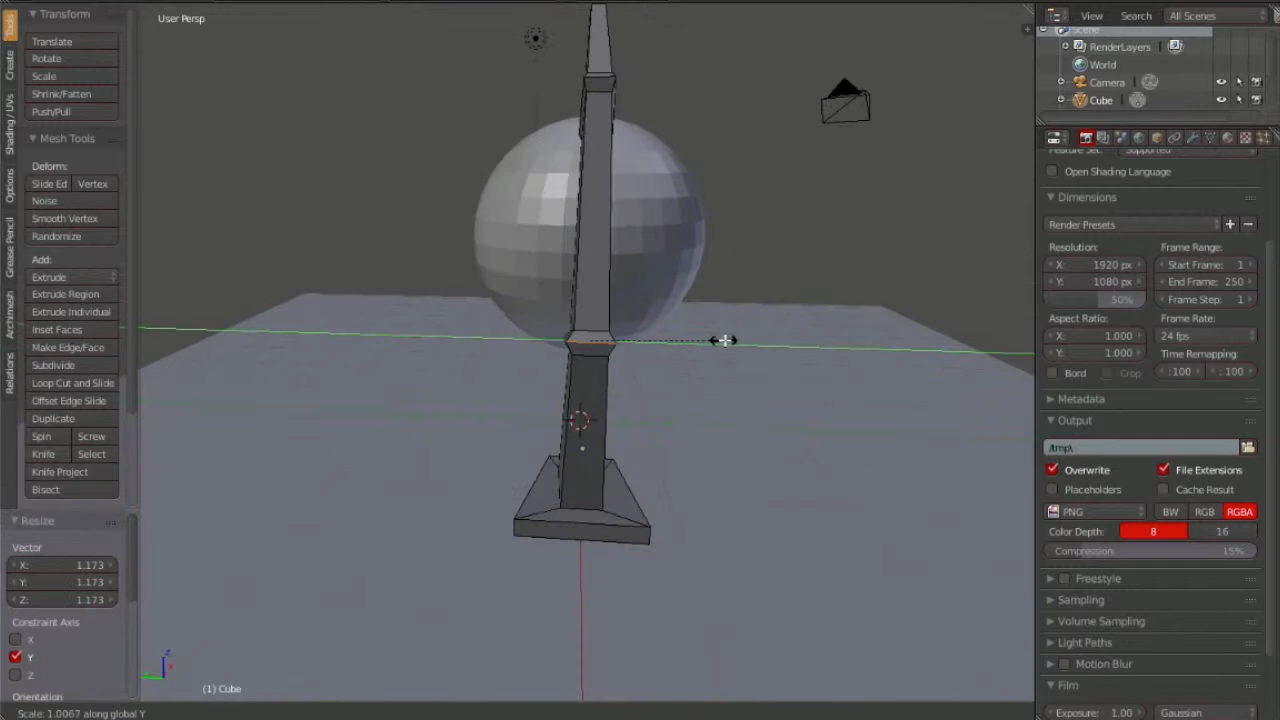 Tools
Create
Shading / UVs
Options
Grease Pencil
Archimesh
Relations
Transform
Translate
Rotate
Scale
Shrink/Fatten
Push/Pull
Mesh Tools
Deform:
Slide Ed Vertex
Noise
Smooth Vertex
Randomize
Add:
Extrude
Extrude Region
Extrude Individual
Inset Faces
Make Edge/Face
Subdivide
Loop Cut and Slide
Offset Edge Slide
Duplicate
Spin Screw
Knife Select
Knife Project
Bisect
Resize
Vector
X: 1.173
Y: 1.173
Z: 1.173
Constraint Axis
X
Y
Z
Orientation
User Persp
(1) Cube
Scale: 1.0067 along global Y
View Search All Scenes
Scene
RenderLayers
World
Camera
Cube
Feature Set: Supported
Open Shading Language
Dimensions
Render Presets
Resolution: Frame Range:
X: 1920 px Start Frame: 1
Y: 1080 px End Frame: 250
50% Frame Step: 1
Aspect Ratio: Frame Rate:
X: 1.000 24 fps
Y: 1.000 Time Remapping:
Bord Crop :100 : 100
Metadata
Output
/tmp\
Overwrite File Extensions
Placeholders Cache Result
PNG BW RGB RGBA
Color Depth: 8 16
Compression: 15%
Freestyle
Sampling
Volume Sampling
Light Paths
Motion Blur
Film
Exposure: 1.00 Gaussian